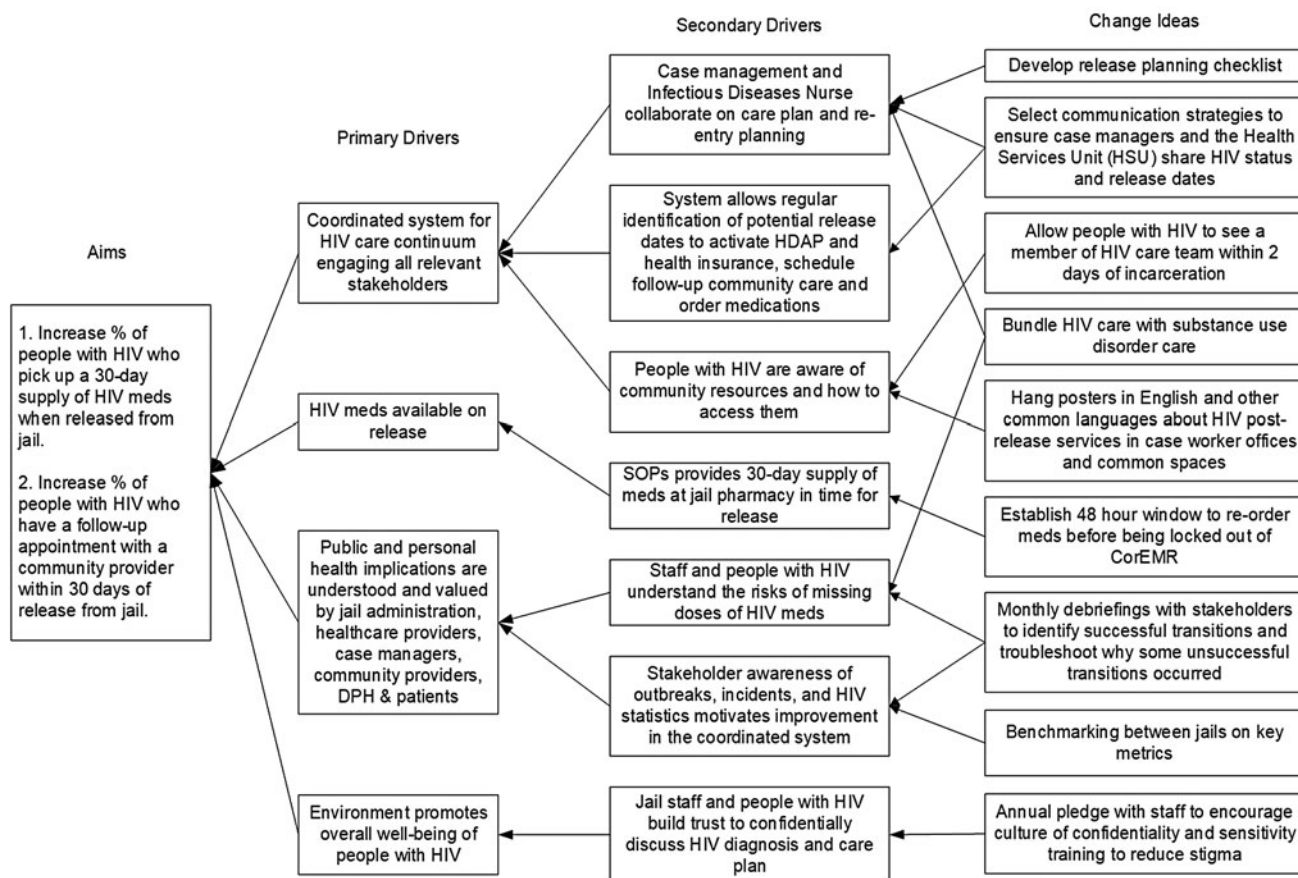 Aims
1. Increase % of
people with HIV who
pick up a 30-day
supply of HIV meds
when released from
jail.
2. Increase % of
people with HIV who
have a follow-up
appointment with a
community provider
within 30 days of
release from jail.
Primary Drivers
Coordinated system for
HIV care continuum
engaging all relevant
stakeholders
HIV meds available on
release
Public and personal
health implications are
understood and valued
by jail administration,
healthcare providers,
case managers,
community providers,
DPH & patients
Environment promotes
overall well-being of
people with HIV
Secondary Drivers
Case management and
Infectious Diseases Nurse
collaborate on care plan and re-
entry planning
System allows regular
identification of potential release
dates to activate HDAP and
health insurance, schedule
follow-up community care and
order medications
People with HIV are aware of
community resources and how to
access them
SOPs provides 30-day supply of
meds at jail pharmacy in time for
release
Staff and people with HIV
understand the risks of missing
doses of HIV meds
Stakeholder awareness of
outbreaks, incidents, and HIV
statistics motivates improvement
in the coordinated system
Jail staff and people with HIV
build trust to confidentially
discuss HIV diagnosis and care
plan
Change Ideas
Develop release planning checklist
Select communication strategies to
ensure case managers and the Health
Services Unit (HSU) share HIV status
and release dates
Allow people with HIV to see a
member of HIV care team within 2
days of incarceration
Bundle HIV care with substance use
disorder care
Hang posters in English and other
common languages about HIV post-
release services in case worker offices
and common spaces
Establish 48 hour window to re-order
meds before being locked out of
CorEMR
Monthly debriefings with stakeholders
to identify successful transitions and
troubleshoot why some unsuccessful
transitions occurred
Benchmarking between jails on key
metrics
Annual pledge with staff to encourage
culture of confidentiality and sensitivity
training to reduce stigma